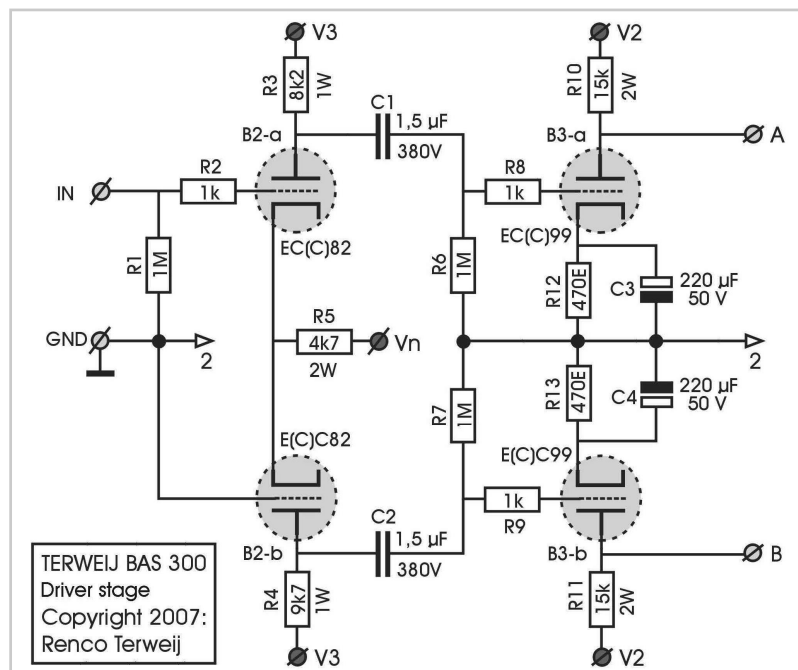 V3
V2
R3
8k2
1W
R10
15k
2W
C1
1,5 µF
380V
B2-a
B3-a
A
IN
R2
1k
R8
1k
EC(C)82
EC(C)99
R1
1M
R6
1M
R12
470E
C3
220 µF
50 V
GND
2
R5
4k7
2W
Vn
2
R7
1M
R13
470E
C4
220 µF
50 V
E(C)C82
E(C)C99
C2
1,5 µF
380V
1k
R9
B2-b
B3-b
B
R4
9k7
1W
R11
15k
2W
V3
V2
TERWEIJ BAS 300
Driver stage
Copyright 2007:
Renco Terweij